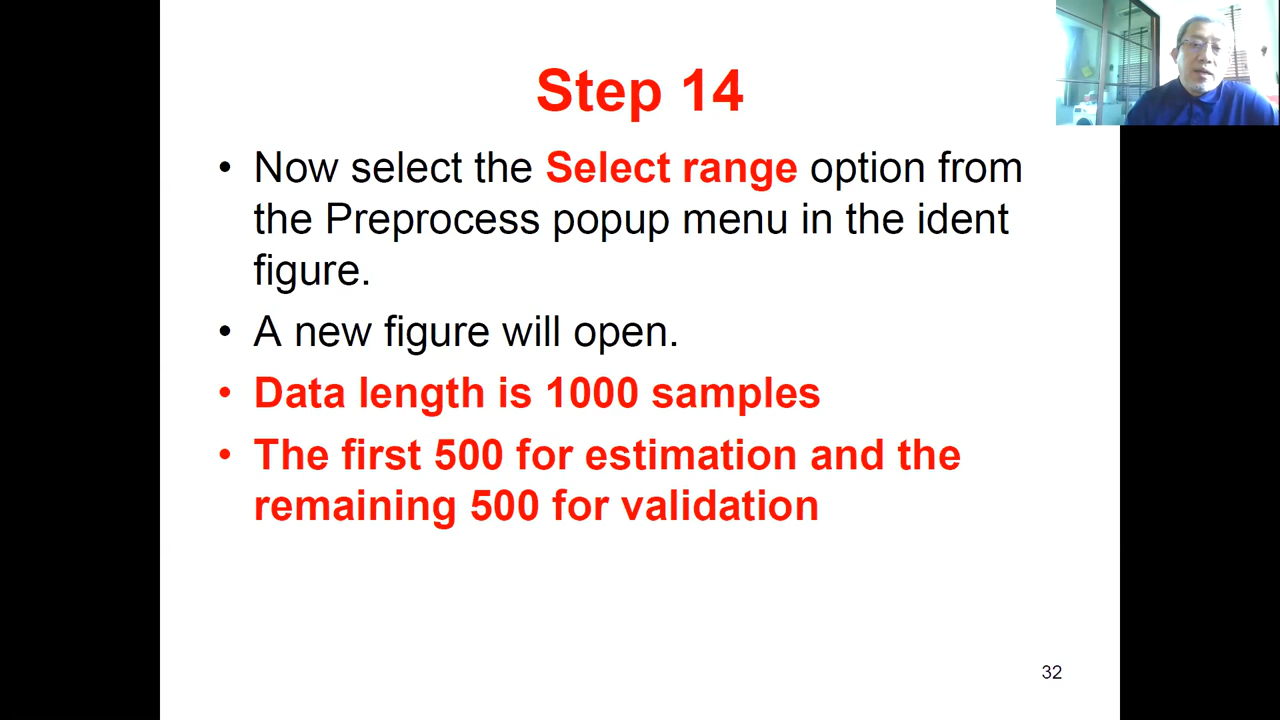 Step 14
• Now select the Select range option from
the Preprocess popup menu in the ident
figure.
• A new figure will open.
• Data length is 1000 samples
• The first 500 for estimation and the
remaining 500 for validation
32